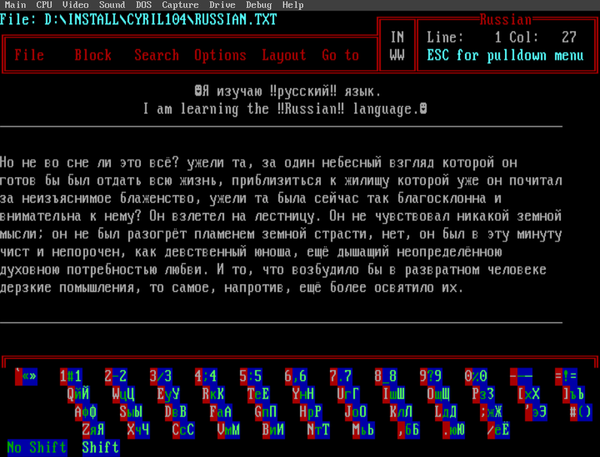 Main CPU Video Sound DOS Capture Drive Debug Help
File: D:\INSTALL\CYRIL104\RUSSIAN.TXT
Russian
File Block Search Options Layout Go to
IN
WW
Line: 1 Col: 27
ESC for pulldown menu
Я изучаю ‼русский‼ язык.
I am learning the ‼Russian‼ language.
Но не во сне ли это всё? ужели та, за один небесный взгляд которой он
готов бы был отдать всю жизнь, приблизиться к жилищу которой уже он почитал
за неизъяснимое блаженство, ужели та была сейчас так благосклонна и
внимательна к нему? Он взлетел на лестницу. Он не чувствовал никакой земной
мысли; он не был разогрёт пламенем земной страсти, нет, он был в эту минуту
чист и непорочен, как девственный юноша, ещё дышащий неопределённою
духовною потребностью любви. И то, что возбудило бы в развратном человеке
дерзкие помышления, то самое, напротив, ещё более освятило их.
`«» 1#1 2-2 3/3 4;4 5:5 6,6 7.7 8_8 9?9 0%0 -—— =!=
QйЙ WцЦ EуУ RкК TеЕ YнН UгГ IшШ OщЩ PзЗ [хХ ]ъЪ
AфФ SыЫ DвВ FаА GпП HрР JоО KлЛ LдД ;жЖ 'эЭ #()
ZяЯ XчЧ CсС VмМ BиИ NтТ MьЬ ,бБ .юЮ /ёЁ
No Shift Shift